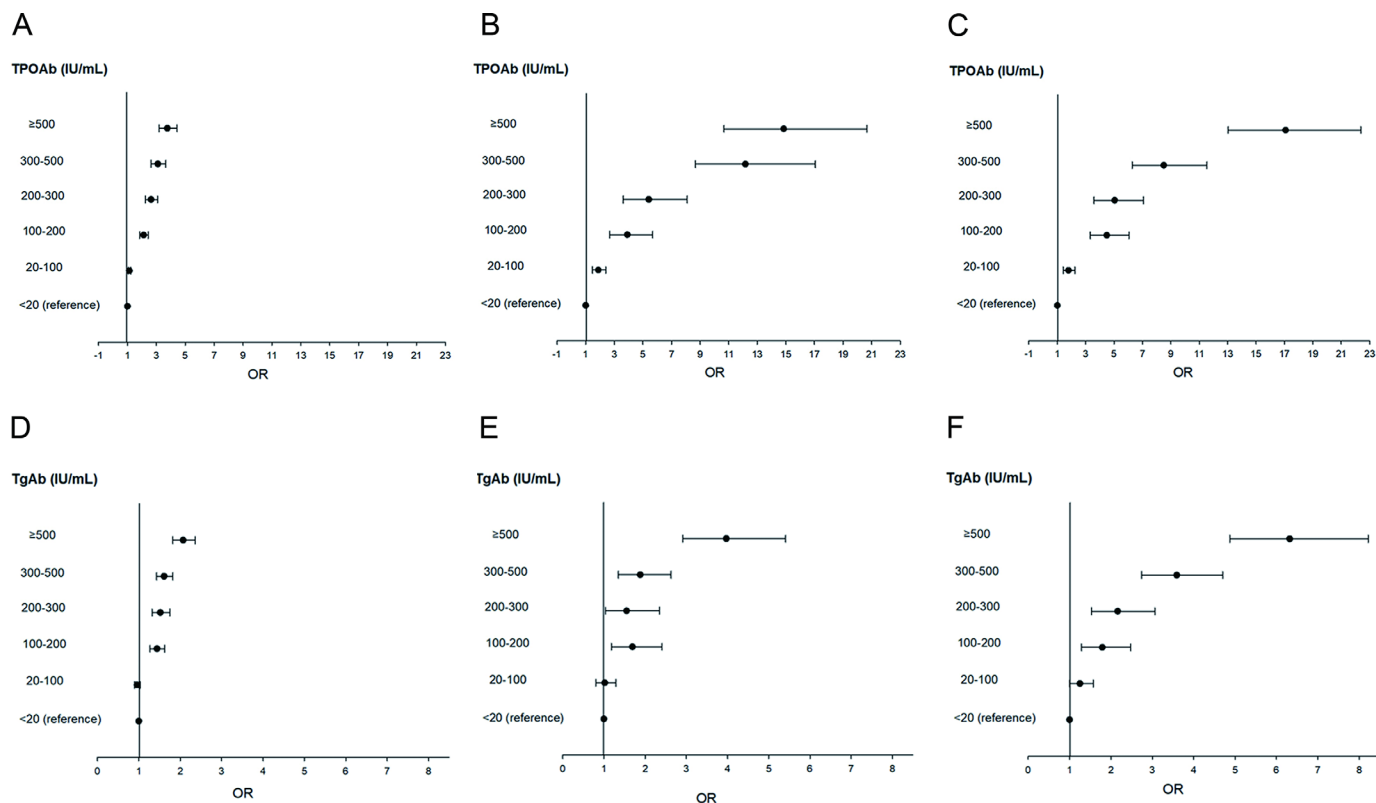 A
TPOAb (IU/mL)
≥500
300-500
200-300
100-200
20-100
<20 (reference)
-1 1 3 5 7 9 11 13 15 17 19 21 23
OR
B
TPOAb (IU/mL)
≥500
300-500
200-300
100-200
20-100
<20 (reference)
-1 1 3 5 7 9 11 13 15 17 19 21 23
OR
C
TPOAb (IU/mL)
≥500
300-500
200-300
100-200
20-100
<20 (reference)
-1 1 3 5 7 9 11 13 15 17 19 21 23
OR
D
TgAb (IU/mL)
≥500
300-500
200-300
100-200
20-100
<20 (reference)
0 1 2 3 4 5 6 7 8
OR
E
TgAb (IU/mL)
≥500
300-500
200-300
100-200
20-100
<20 (reference)
0 1 2 3 4 5 6 7 8
OR
F
TgAb (IU/mL)
≥500
300-500
200-300
100-200
20-100
<20 (reference)
0 1 2 3 4 5 6 7 8
OR